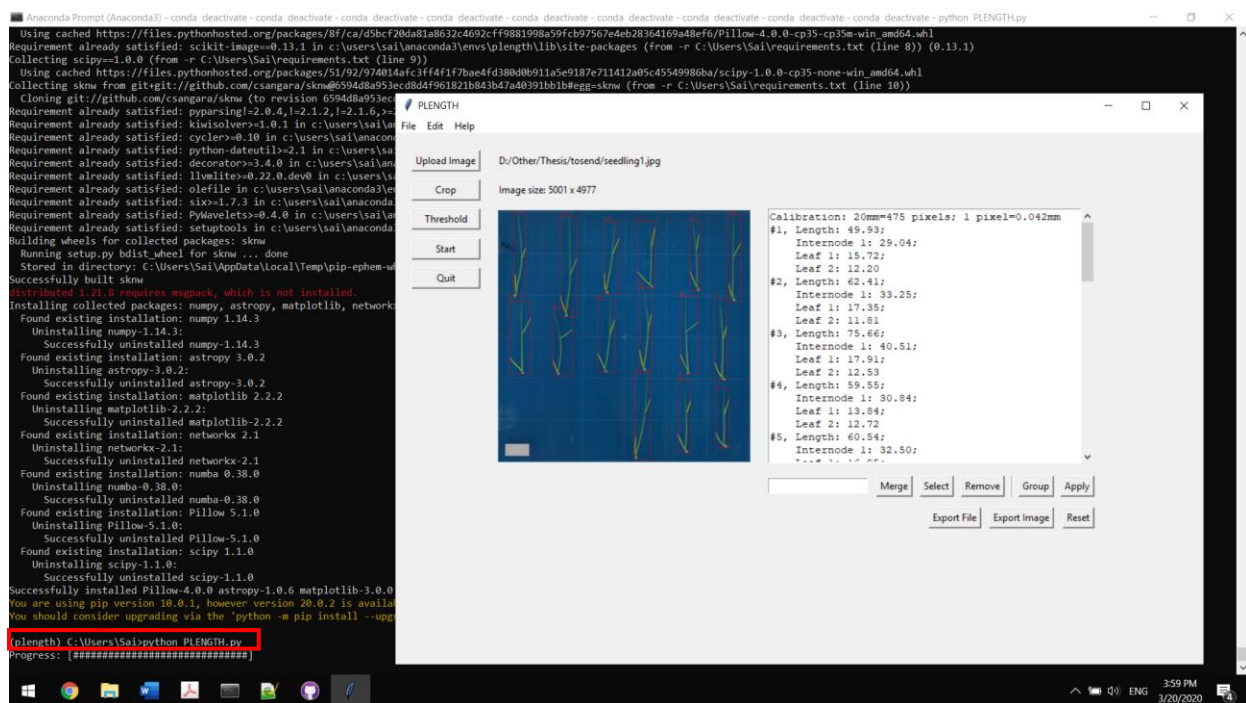 Anaconda Prompt (Anaconda3) - conda deactivate - conda deactivate - conda deactivate - conda deactivate - conda deactivate - conda deactivate - conda deactivate - conda deactivate - conda deactivate - conda deactivate - python PLENGTH.py
Using cached https://files.pythonhosted.org/packages/8f/ca/d5bcf20da81a8632c4692cff9881998a59fcb97567e4eb28364169a48ef6/Pillow-4.0.0-cp35-cp35m-win_amd64.whl
Requirement already satisfied: scikit-image==0.13.1 in c:\users\sai\anaconda3\envs\plength\lib\site-packages (from -r C:\Users\Sai\requirements.txt (line 8)) (0.13.1)
Collecting scipy==1.0.0 (from -r C:\Users\Sai\requirements.txt (line 9))
Using cached https://files.pythonhosted.org/packages/51/92/974014afc3ff4f1f7bae4fd380d0b911a5e9187e711412a05c45549986ba/scipy-1.0.0-cp35-none-win_amd64.whl
Collecting sknw from git+git://github.com/csangara/sknw@6594d8a953ecd8d4f961821b843b47a40391bb1b#egg=sknw (from -r C:\Users\Sai\requirements.txt (line 10))
Cloning git://github.com/csangara/sknw (to revision 6594d8a953ec
Requirement already satisfied: pyparsing!=2.0.4,!=2.1.2,!=2.1.6,>=
Requirement already satisfied: kiwisolver>=1.0.1 in c:\users\sai\a
Requirement already satisfied: cycler>=0.10 in c:\users\sai\anacon
Requirement already satisfied: python-dateutil>=2.1 in c:\users\sa
Requirement already satisfied: decorator>=3.4.0 in c:\users\sai\an
Requirement already satisfied: llvmlite>=0.22.0.dev0 in c:\users\s
Requirement already satisfied: olefile in c:\users\sai\anaconda3\e
Requirement already satisfied: six>=1.7.3 in c:\users\sai\anaconda
Requirement already satisfied: PyWavelets>=0.4.0 in c:\users\sai\a
Requirement already satisfied: setuptools in c:\users\sai\anaconda
Building wheels for collected packages: sknw
Running setup.py bdist_wheel for sknw ... done
Stored in directory: C:\Users\Sai\AppData\Local\Temp\pip-ephem-w
Successfully built sknw
distributed 1.21.8 requires msgpack, which is not installed.
Installing collected packages: numpy, astropy, matplotlib, network
Found existing installation: numpy 1.14.3
Uninstalling numpy-1.14.3:
Successfully uninstalled numpy-1.14.3
Found existing installation: astropy 3.0.2
Uninstalling astropy-3.0.2:
Successfully uninstalled astropy-3.0.2
Found existing installation: matplotlib 2.2.2
Uninstalling matplotlib-2.2.2:
Successfully uninstalled matplotlib-2.2.2
Found existing installation: networkx 2.1
Uninstalling networkx-2.1:
Successfully uninstalled networkx-2.1
Found existing installation: numba 0.38.0
Uninstalling numba-0.38.0:
Successfully uninstalled numba-0.38.0
Found existing installation: Pillow 5.1.0
Uninstalling Pillow-5.1.0:
Successfully uninstalled Pillow-5.1.0
Found existing installation: scipy 1.1.0
Uninstalling scipy-1.1.0:
Successfully uninstalled scipy-1.1.0
Successfully installed Pillow-4.0.0 astropy-1.0.6 matplotlib-3.0.0
You are using pip version 10.0.1, however version 20.0.2 is availa
You should consider upgrading via the 'python -m pip install --upg
(plength) C:\Users\Sai>python PLENGTH.py
Progress: [##############################]
PLENGTH
File Edit Help
Upload Image D:/Other/Thesis/tosend/seedling1.jpg
Crop Image size: 5001 x 4977
Threshold
Start
Quit
Calibration: 20mm=475 pixels; 1 pixel=0.042mm
#1, Length: 49.93;
Internode 1: 29.04;
Leaf 1: 15.72;
Leaf 2: 12.20
#2, Length: 62.41;
Internode 1: 33.25;
Leaf 1: 17.35;
Leaf 2: 11.81
#3, Length: 75.66;
Internode 1: 40.51;
Leaf 1: 17.91;
Leaf 2: 12.53
#4, Length: 59.55;
Internode 1: 30.84;
Leaf 1: 13.84;
Leaf 2: 12.72
#5, Length: 60.54;
Internode 1: 32.50;
Merge Select Remove Group Apply
Export File Export Image Reset
ENG
3:59 PM
3/20/2020
4